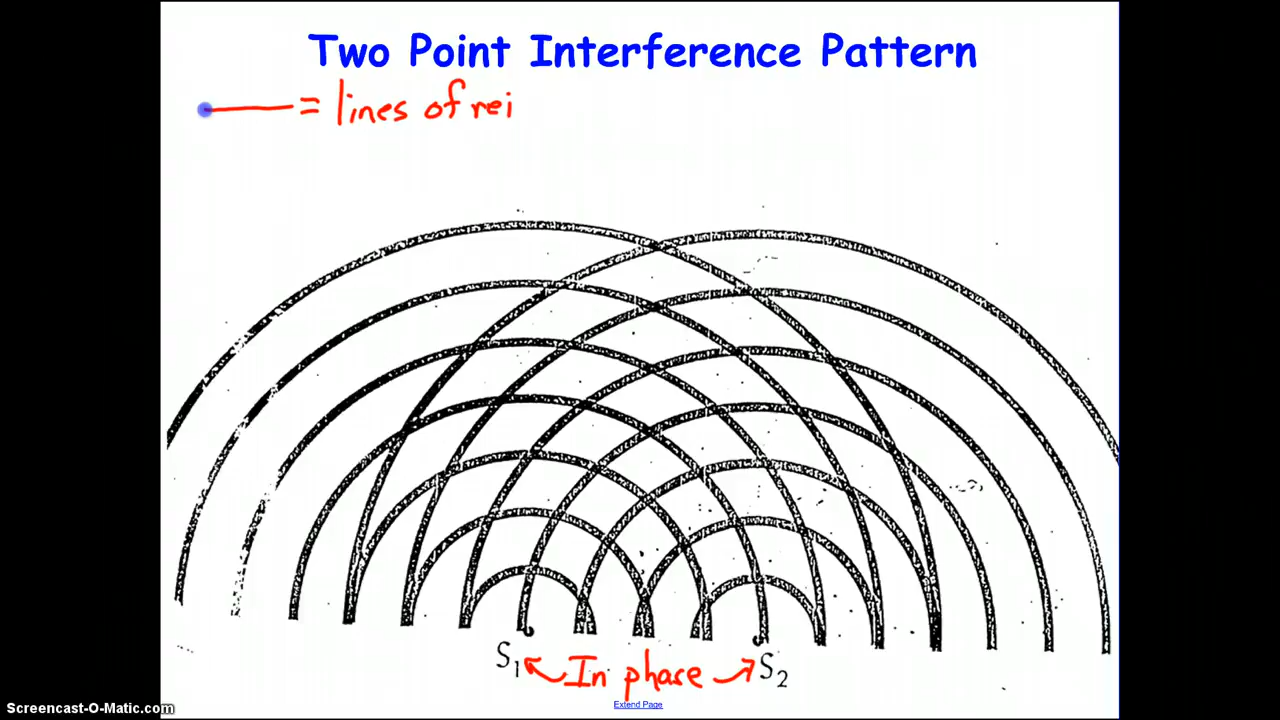 Two Point Interference Pattern
= lines of rei
S1 In phase S2
Extend Page
Screencast-O-Matic.com